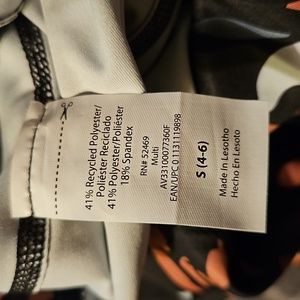 41% Recycled Polyester/
Poliéster Reciclado
41% Polyester/Poliéster
18% Spandex
RN# 52469
Multi
AV33100077360F
EAN/UPC 0 1131119898
S (4-6)
Made In Lesotho
Hecho En Lesoto